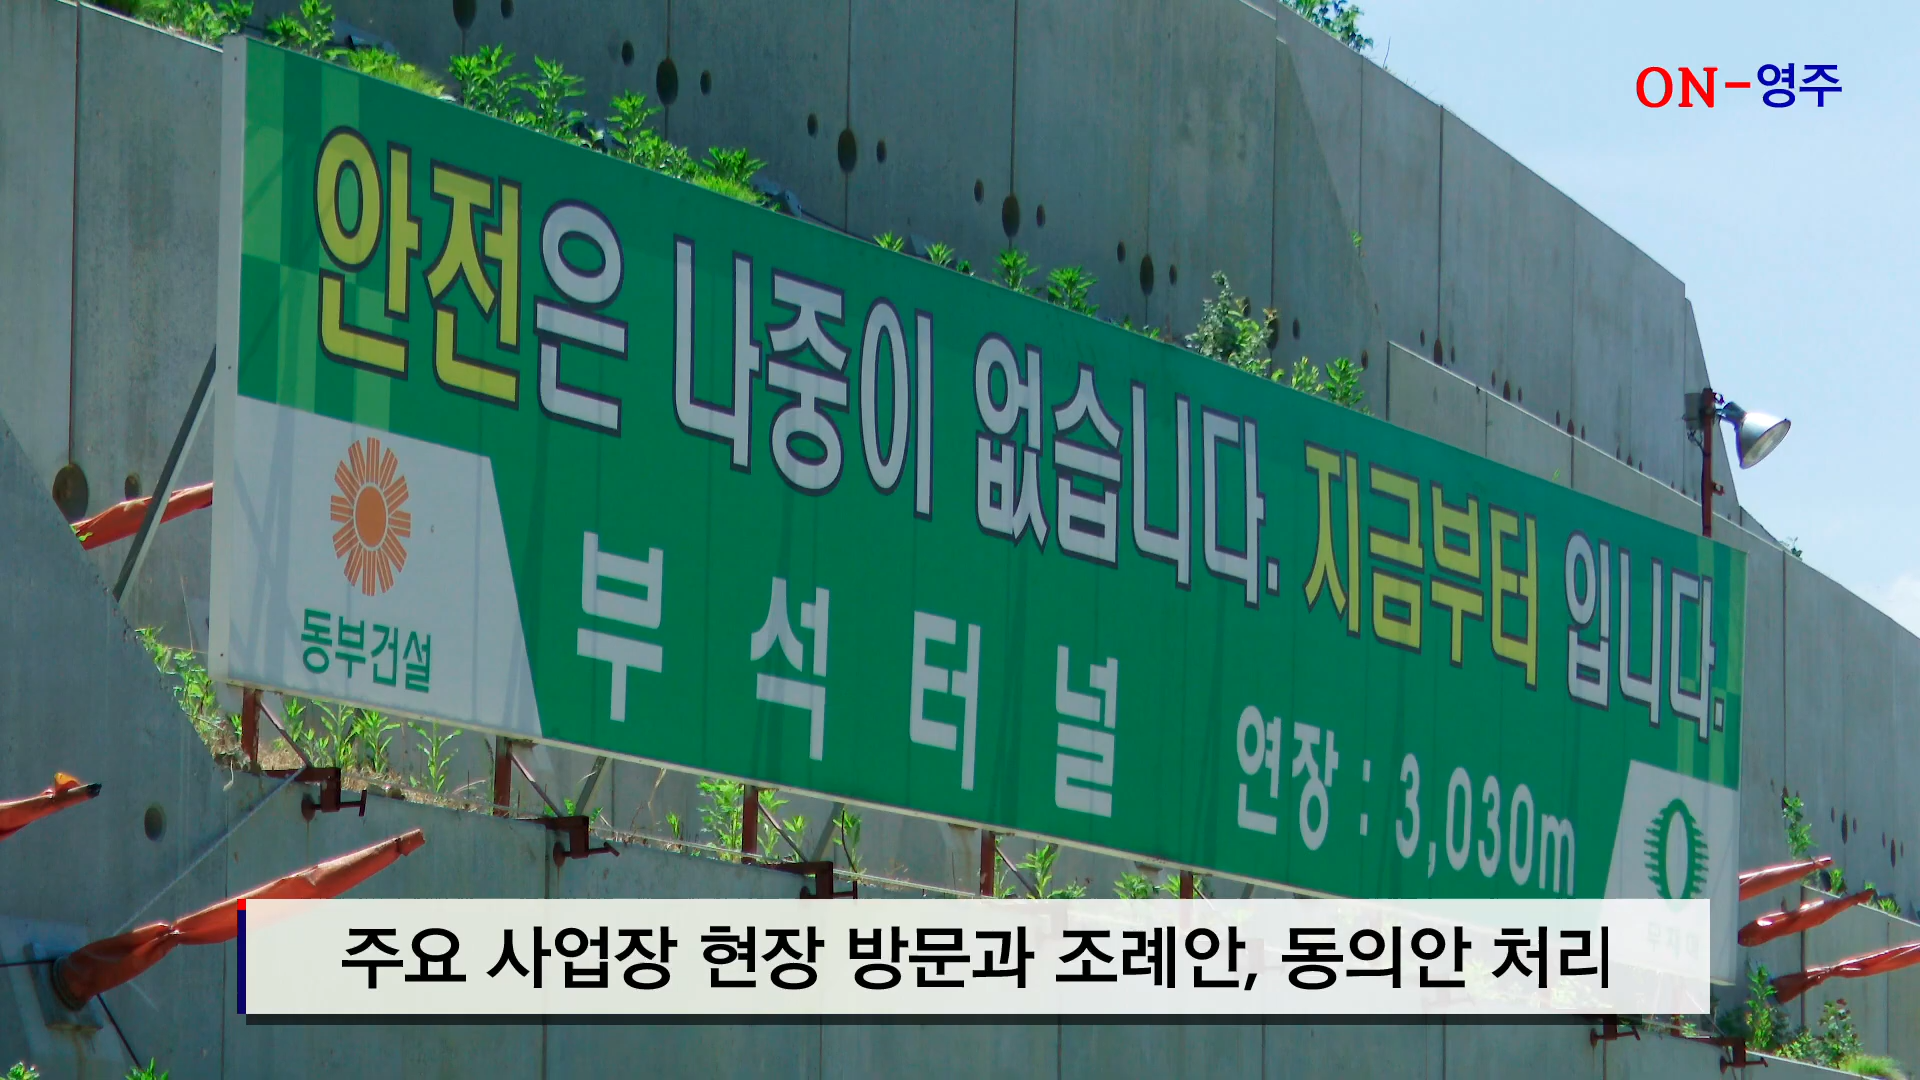 ON-영주
안전은 나중이 없습니다. 지금부터 입니다.
동부건설
부석터널 연장 : 3,030m
주요 사업장 현장 방문과 조례안, 동의안 처리